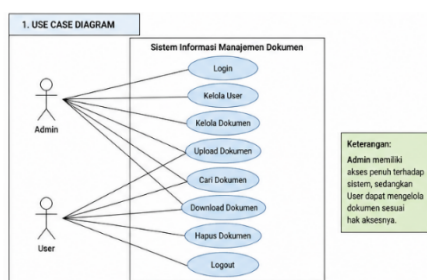 1. USE CASE DIAGRAM
Sistem Informasi Manajemen Dokumen
Login
Kelola User
Kelola Dokumen
Upload Dokumen
Cari Dokumen
Download Dokumen
Hapus Dokumen
Logout
Admin
User
Keterangan:
Admin memiliki
akses penuh terhadap
sistem, sedangkan
User dapat mengelola
dokumen sesuai
hak aksesnya.